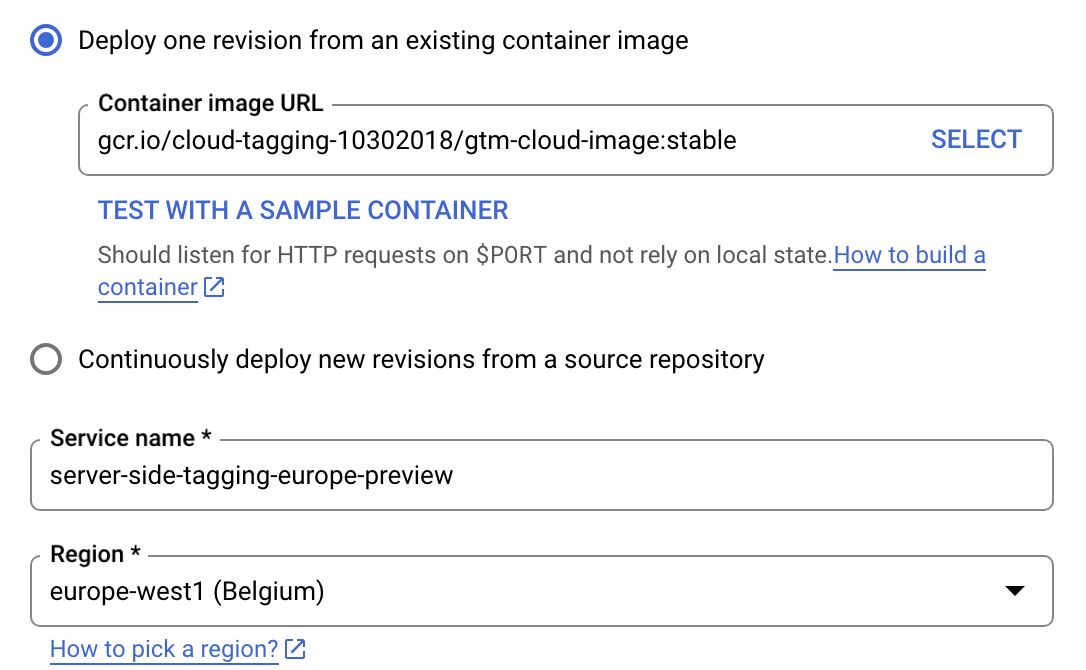 Deploy one revision from an existing container image
Container image URL
gcr.io/cloud-tagging-10302018/gtm-cloud-image:stable
SELECT
TEST WITH A SAMPLE CONTAINER
Should listen for HTTP requests on $PORT and not rely on local state.How to build a
container
Continuously deploy new revisions from a source repository
Service name *
server-side-tagging-europe-preview
Region *
europe-west1 (Belgium)
How to pick a region?